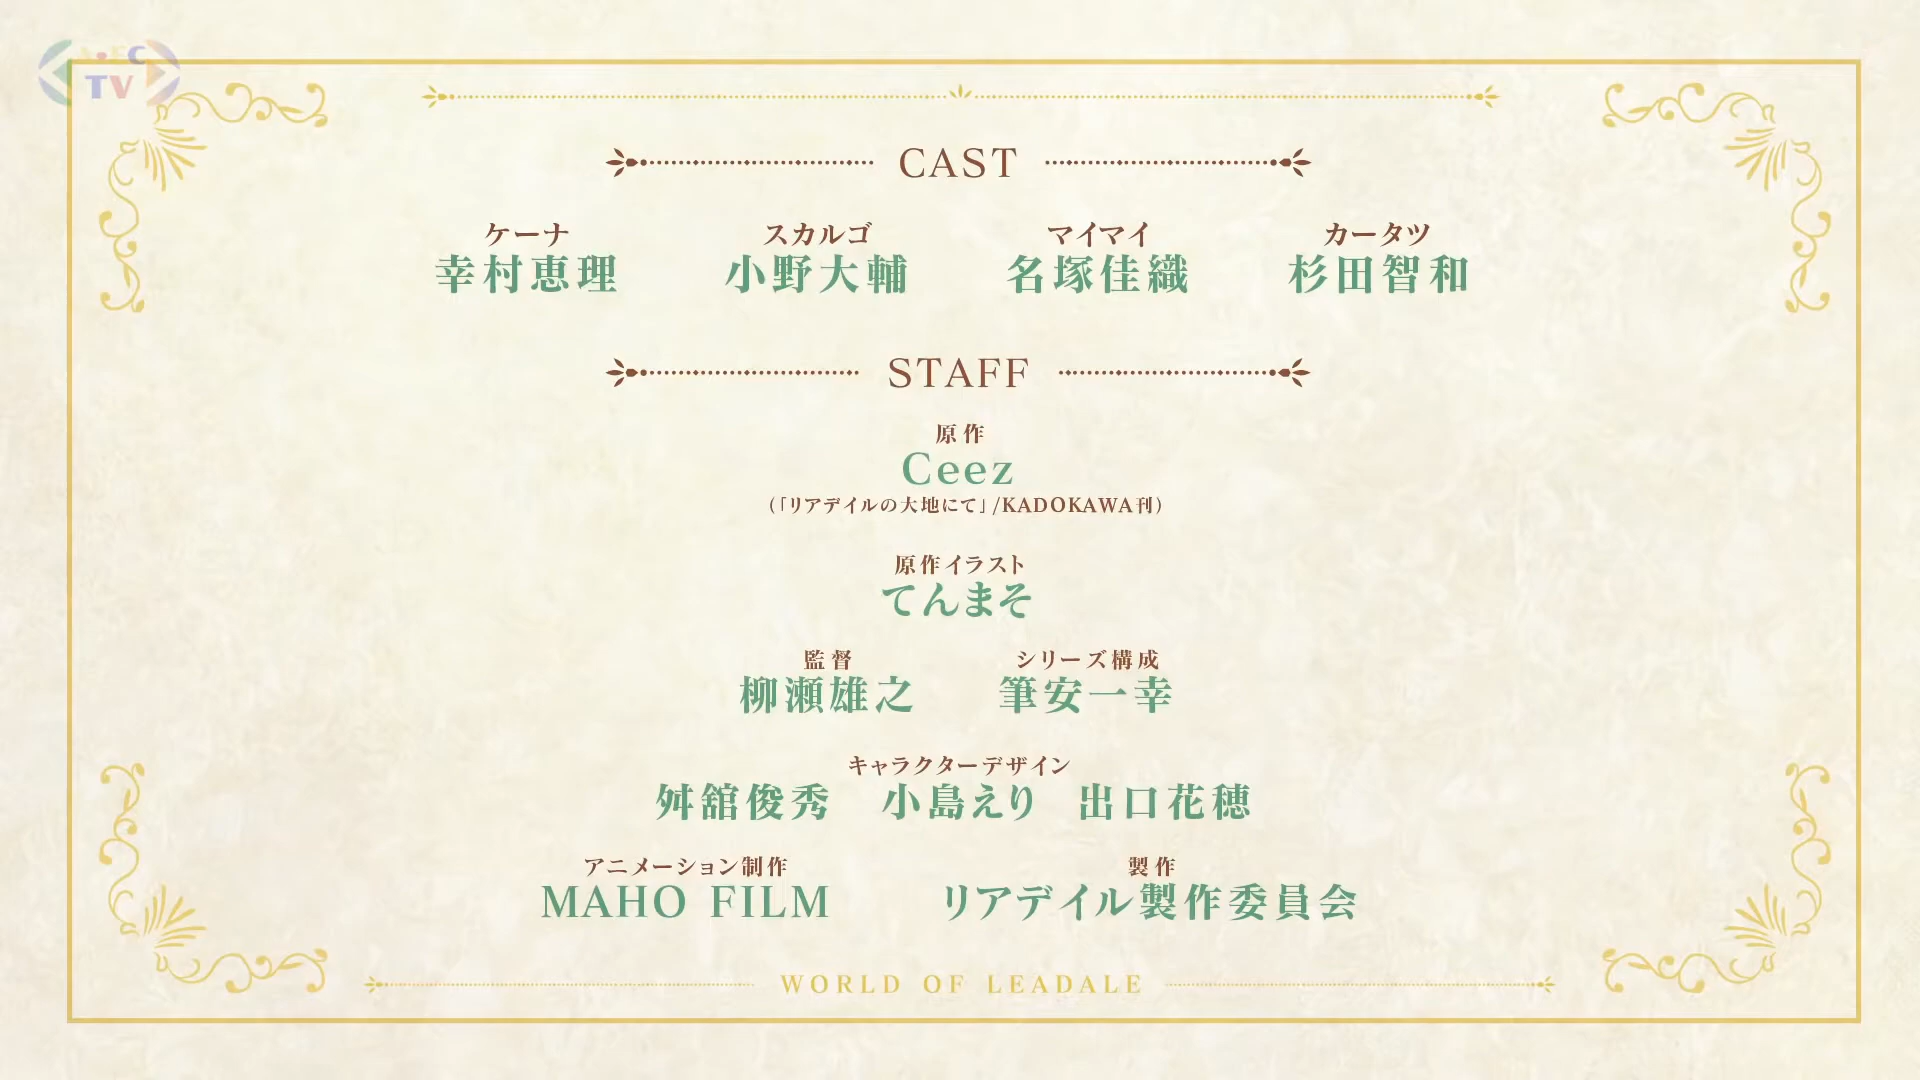 TV
CAST
ケーナ スカルゴ マイマイ カータツ
幸村恵理 小野大輔 名塚佳織 杉田智和
STAFF
原作
Ceez
(「リアデイルの大地にて」/KADOKAWA刊)
原作イラスト
てんまそ
監督 シリーズ構成
柳瀬雄之 筆安一幸
キャラクターデザイン
舛舘俊秀 小島えり 出口花穂
アニメーション制作 製作
MAHO FILM リアデイル製作委員会
WORLD OF LEADALE